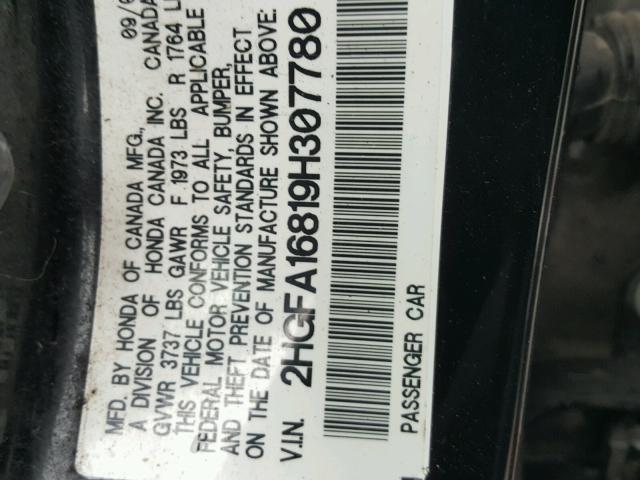 MFD. BY HONDA OF CANADA MFG., 09/
A DIVISION OF HONDA CANADA INC. CANADA
GVWR 3737 LBS GAWR F 1973 LBS R 1764 L
THIS VEHICLE CONFORMS TO ALL APPLICABLE
FEDERAL MOTOR VEHICLE SAFETY, BUMPER,
AND THEFT PREVENTION STANDARDS IN EFFECT
ON THE DATE OF MANUFACTURE SHOWN ABOVE.
V.I.N. 2HGFA16819H307780
PASSENGER CAR